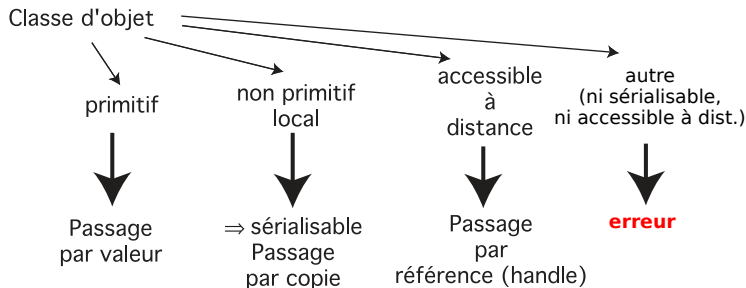 Classe d'objet
primitif
non primitif
local
accessible
à
distance
autre
(ni sérialisable,
ni accessible à dist.)
Passage
par valeur
⇒ sérialisable
Passage
par copie
Passage
par
référence (handle)
erreur